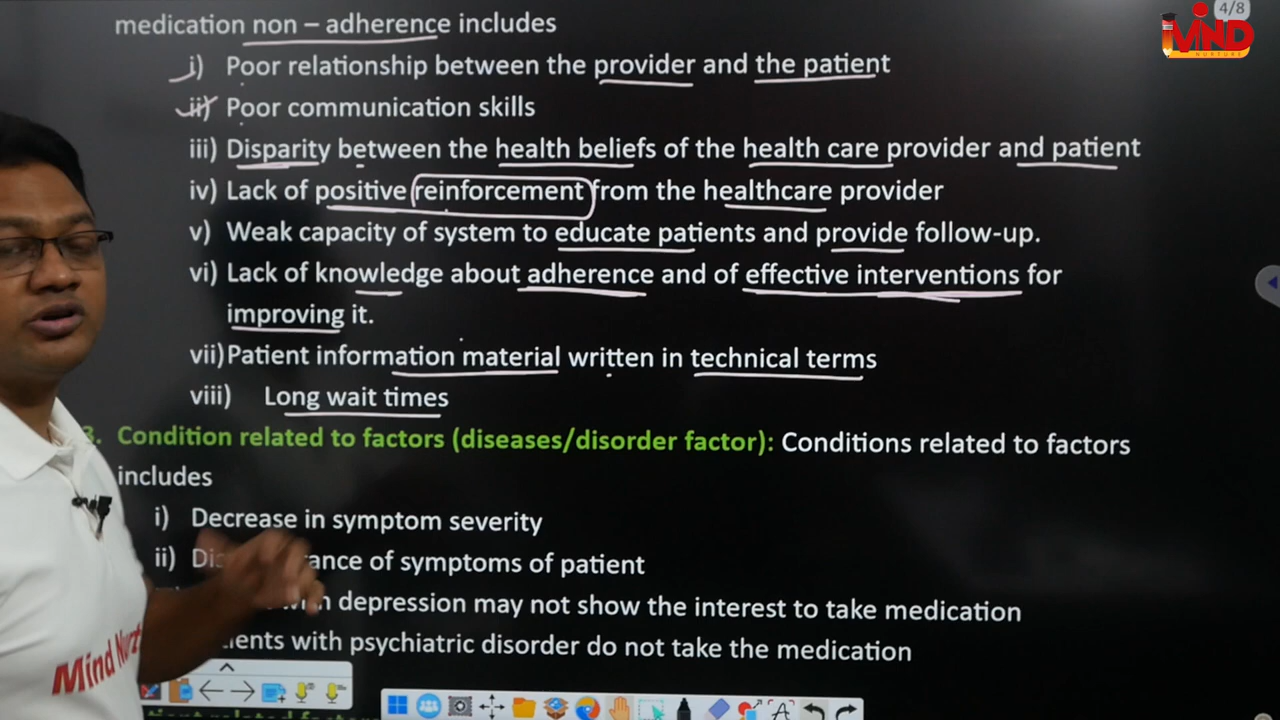 4/8
MIND
NURTURE
medication non – adherence includes
i) Poor relationship between the provider and the patient
ii) Poor communication skills
iii) Disparity between the health beliefs of the health care provider and patient
iv) Lack of positive reinforcement from the healthcare provider
v) Weak capacity of system to educate patients and provide follow-up.
vi) Lack of knowledge about adherence and of effective interventions for
improving it.
vii) Patient information material written in technical terms
viii) Long wait times
3. Condition related to factors (diseases/disorder factor): Conditions related to factors
includes
i) Decrease in symptom severity
ii) of symptoms of patient
depression may not show the interest to take medication
with psychiatric disorder do not take the medication
Mind